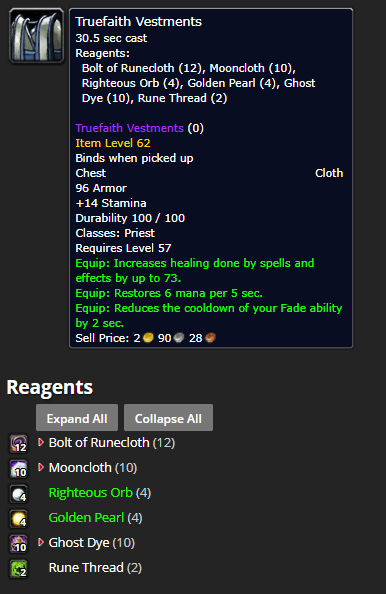 Truefaith Vestments
30.5 sec cast
Reagents:
Bolt of Runecloth (12), Mooncloth (10),
Righteous Orb (4), Golden Pearl (4), Ghost
Dye (10), Rune Thread (2)
Truefaith Vestments (0)
Item Level 62
Binds when picked up
Chest Cloth
96 Armor
+14 Stamina
Durability 100 / 100
Classes: Priest
Requires Level 57
Equip: Increases healing done by spells and
effects by up to 73.
Equip: Restores 6 mana per 5 sec.
Equip: Reduces the cooldown of your Fade ability
by 2 sec.
Sell Price: 2 90 28
Reagents
Expand All Collapse All
12 Bolt of Runecloth (12)
10 Mooncloth (10)
4 Righteous Orb (4)
4 Golden Pearl (4)
10 Ghost Dye (10)
2 Rune Thread (2)